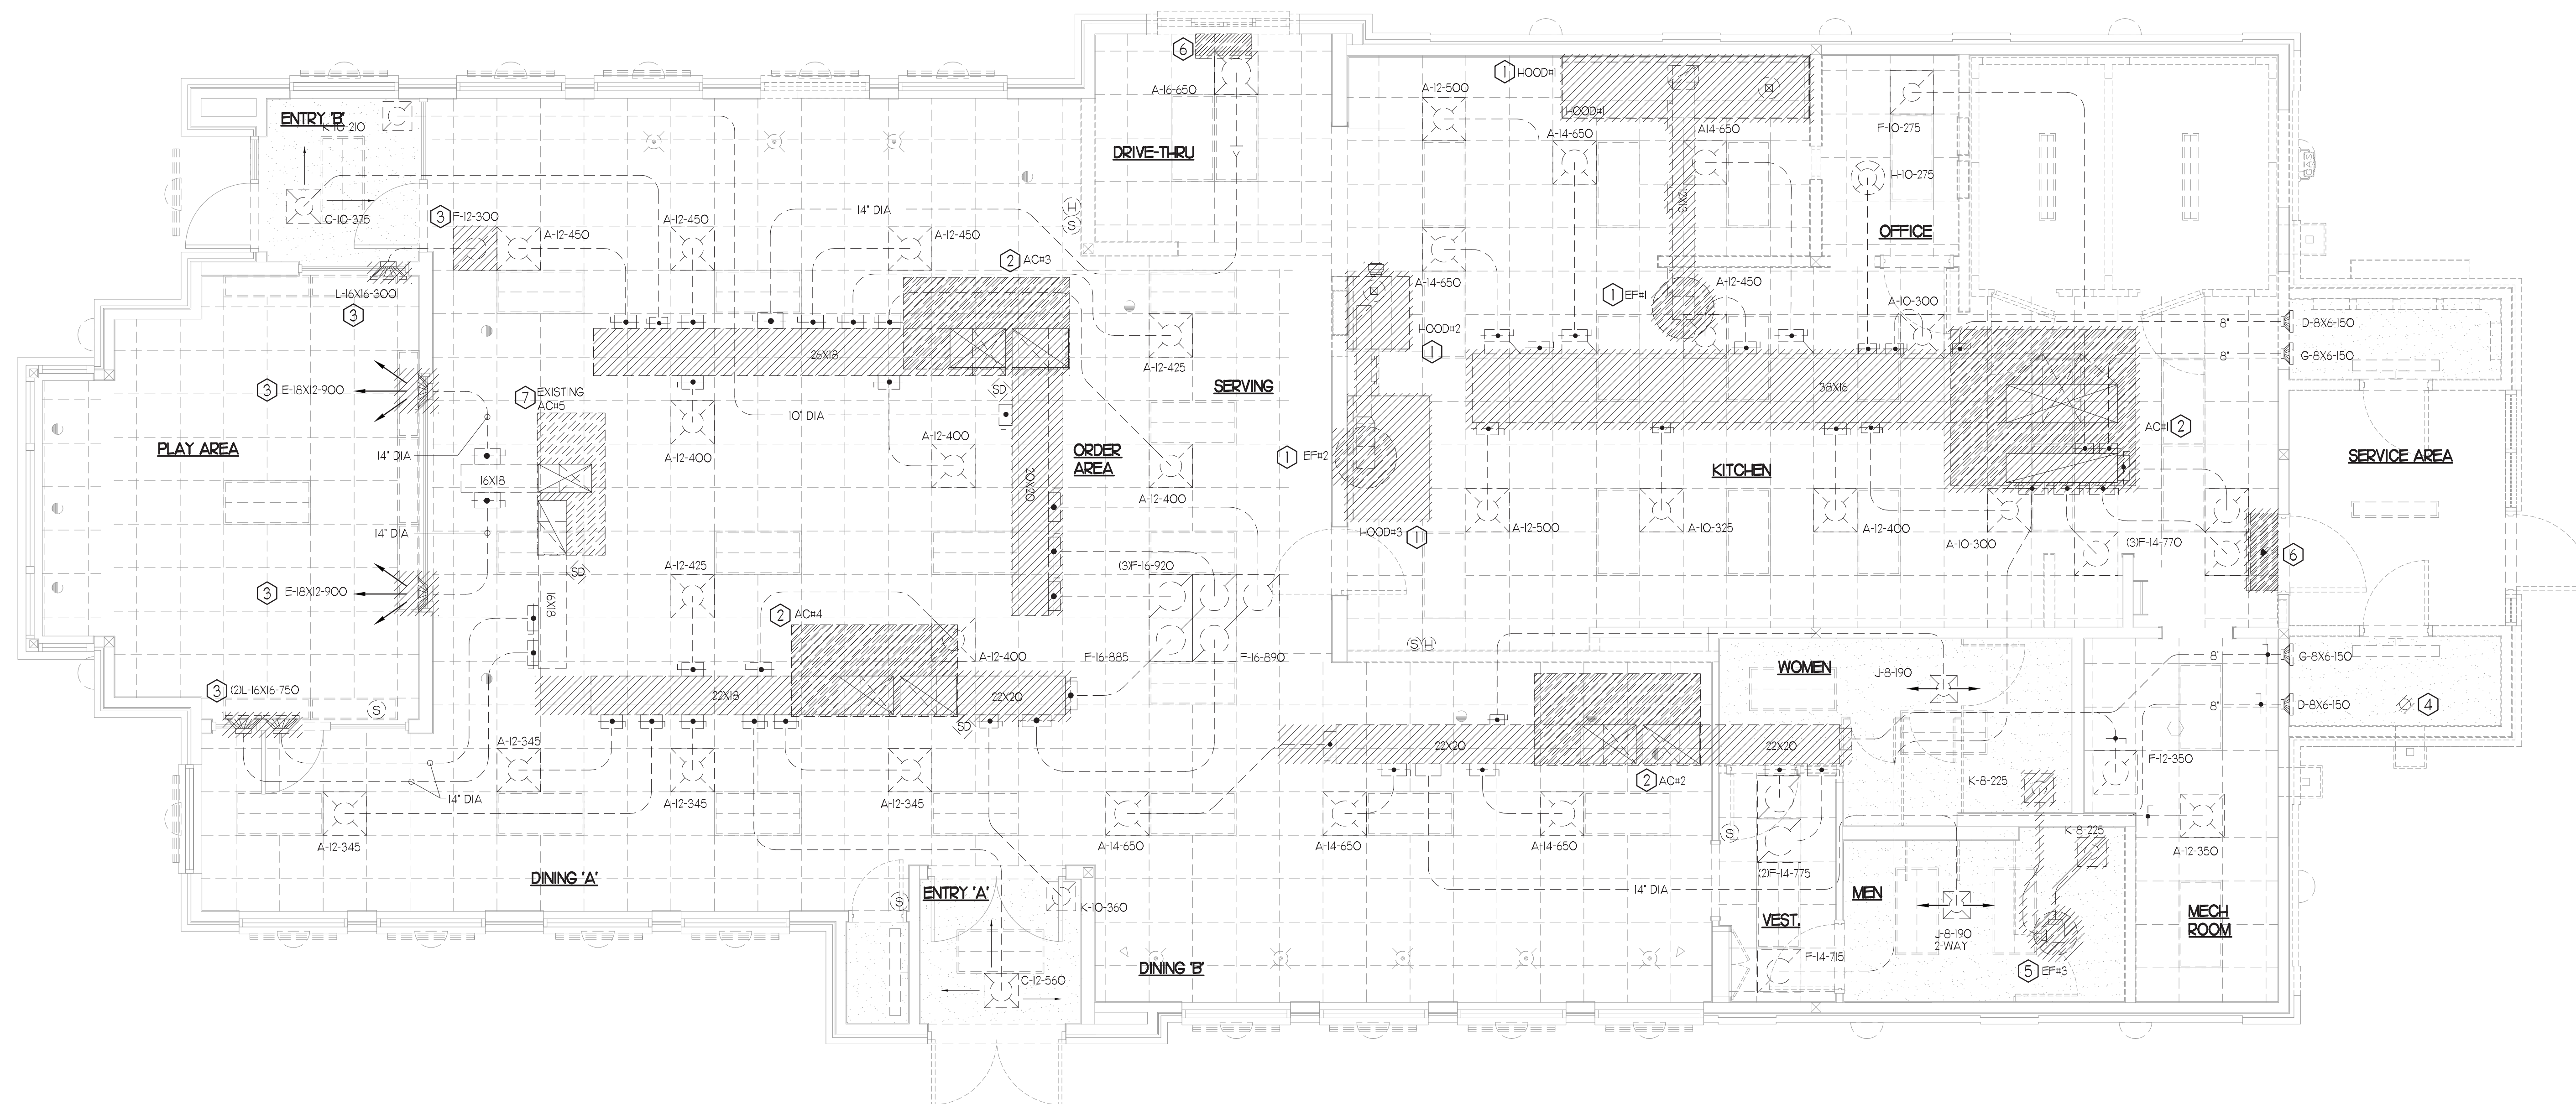 6
1 HOOD#1
A-16-650
A-12-500
HOOD#1
ENTRY 'B'
K-10-210
A-14-650
A14-650
F-10-275
DRIVE-THRU
H-10-275
12X13
C-10-375
3 F-12-300
A-12-450
A-12-450
14" DIA
A-12-450
H
S
OFFICE
2 AC#3
A-14-650
L-16X16-300
3
1 EF#1
A-12-450
A-10-300
HOOD#2
1
8"
D-8X6-150
8"
G-8X6-150
26X18
A-12-425
3 E-18X12-900
7 EXISTING
AC#5
SD
SERVING
38X16
10" DIA
PLAY AREA
14" DIA
A-12-400
A-12-400
ORDER
AREA
1 EF#2
AC#1 2
SERVICE AREA
KITCHEN
16X18
20X20
A-12-400
A-12-500
A-10-325
A-12-400
14" DIA
HOOD#3 1
A-10-300
(3)F-14-770
6
A-12-425
(3)F-16-920
SD
3 E-18X12-900
16X18
2 AC#4
S H
A-12-400
F-16-885
F-16-890
WOMEN
J-8-190
8"
G-8X6-150
3 (2)L-16X16-750
S
22X18
22X20
SD
8"
D-8X6-150
4
A-12-345
22X20
22X20
F-12-350
2 AC#2
K-8-225
14" DIA
A-12-345
A-12-345
A-12-345
A-14-650
A-14-650
A-14-650
S
K-8-225
A-12-350
(2)F-14-775
DINING 'A'
ENTRY 'A'
14" DIA
MEN
S
K-10-360
VEST.
MECH
ROOM
J-8-190
2-WAY
F-14-715
DINING 'B'
5 EF#3
C-12-560